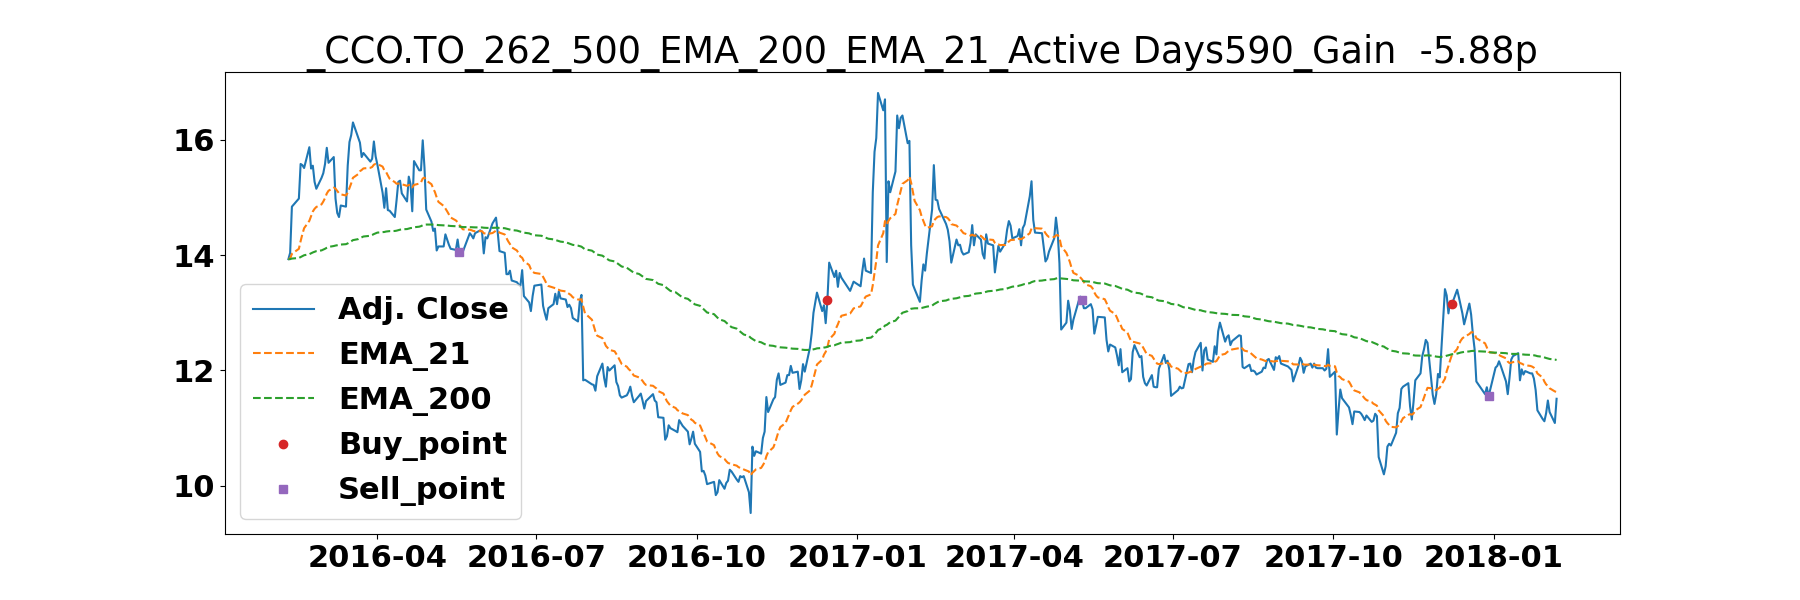 _CCO.TO_262_500_EMA_200_EMA_21_Active Days590_Gain  -5.88p
16
14
12
10
Adj. Close
EMA_21
EMA_200
Buy_point
Sell_point
2016-04 2016-07 2016-10 2017-01 2017-04 2017-07 2017-10 2018-01